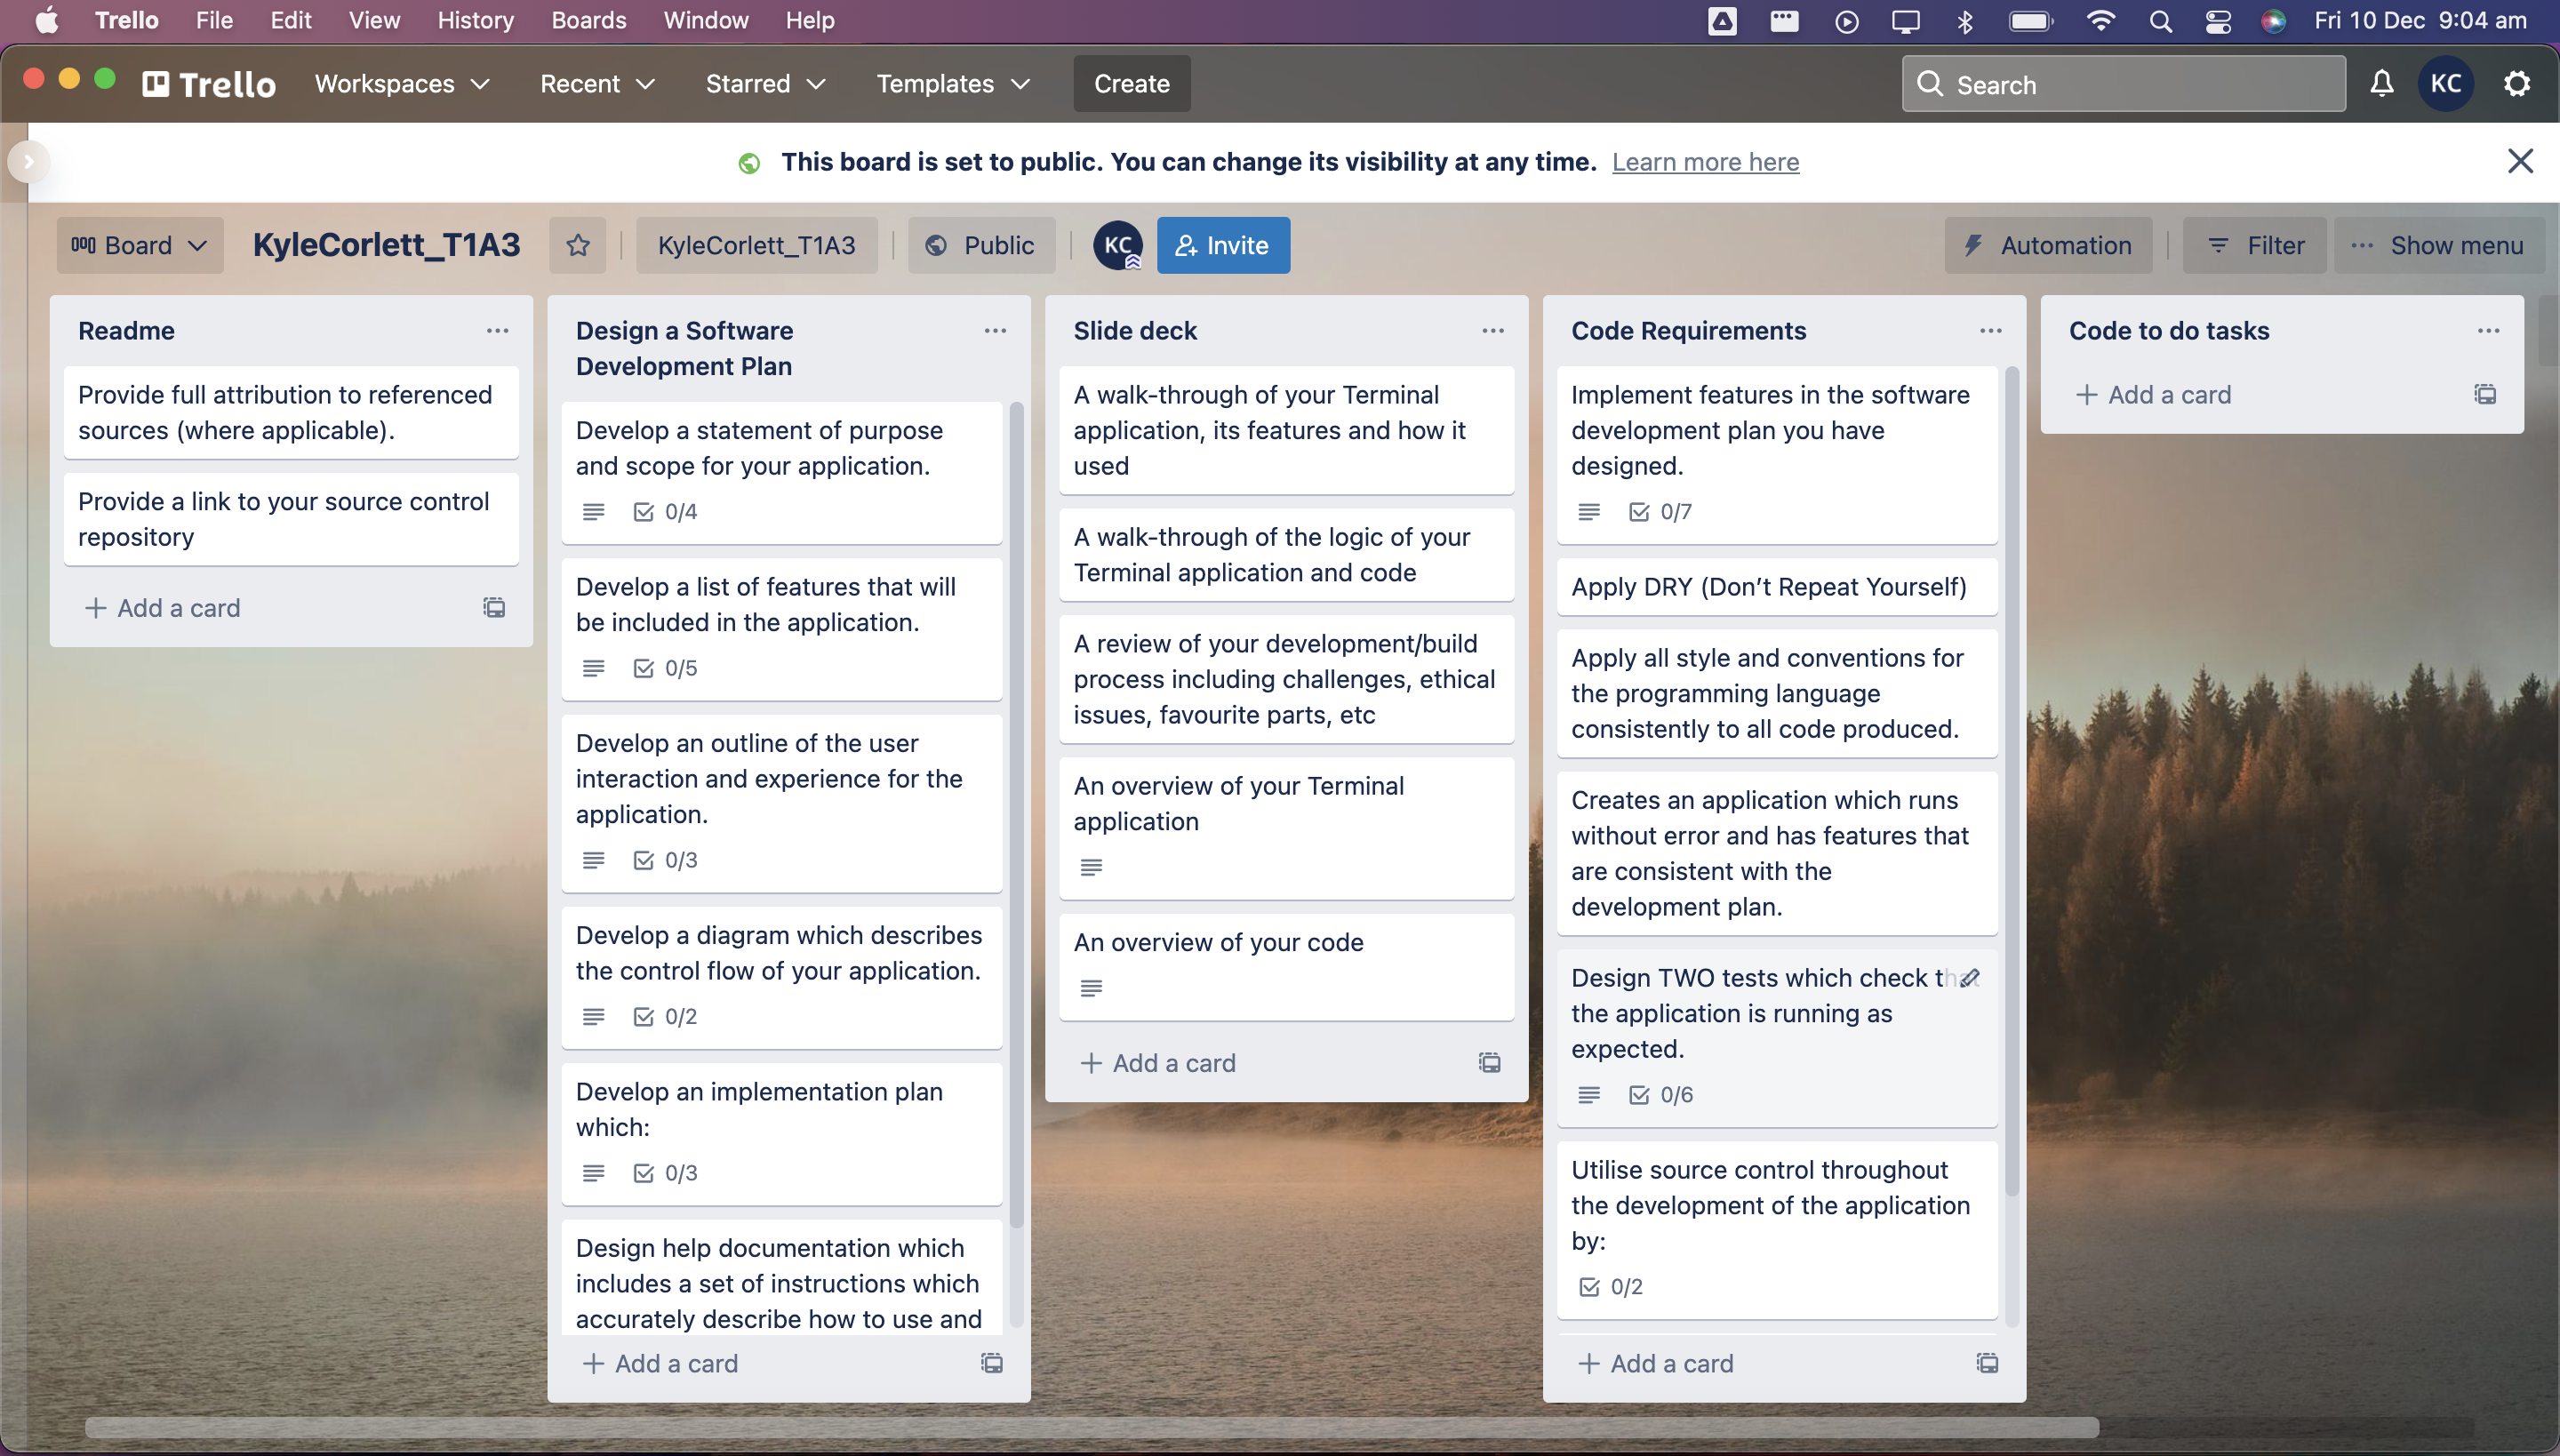 Trello File Edit View History Boards Window Help Fri 10 Dec 9:04 am
Trello Workspaces Recent Starred Templates Create Search KC
This board is set to public. You can change its visibility at any time. Learn more here
Board KyleCorlett_T1A3 KyleCorlett_T1A3 Public KC Invite Automation Filter ··· Show menu
Readme
Provide full attribution to referenced
sources (where applicable).
Provide a link to your source control
repository
+ Add a card
Design a Software
Development Plan
Develop a statement of purpose
and scope for your application.
0/4
Develop a list of features that will
be included in the application.
0/5
Develop an outline of the user
interaction and experience for the
application.
0/3
Develop a diagram which describes
the control flow of your application.
0/2
Develop an implementation plan
which:
0/3
Design help documentation which
includes a set of instructions which
accurately describe how to use and
+ Add a card
Slide deck
A walk-through of your Terminal
application, its features and how it
used
A walk-through of the logic of your
Terminal application and code
A review of your development/build
process including challenges, ethical
issues, favourite parts, etc
An overview of your Terminal
application
An overview of your code
+ Add a card
Code Requirements
Implement features in the software
development plan you have
designed.
0/7
Apply DRY (Don't Repeat Yourself)
Apply all style and conventions for
the programming language
consistently to all code produced.
Creates an application which runs
without error and has features that
are consistent with the
development plan.
Design TWO tests which check that
the application is running as
expected.
0/6
Utilise source control throughout
the development of the application
by:
0/2
+ Add a card
Code to do tasks
+ Add a card